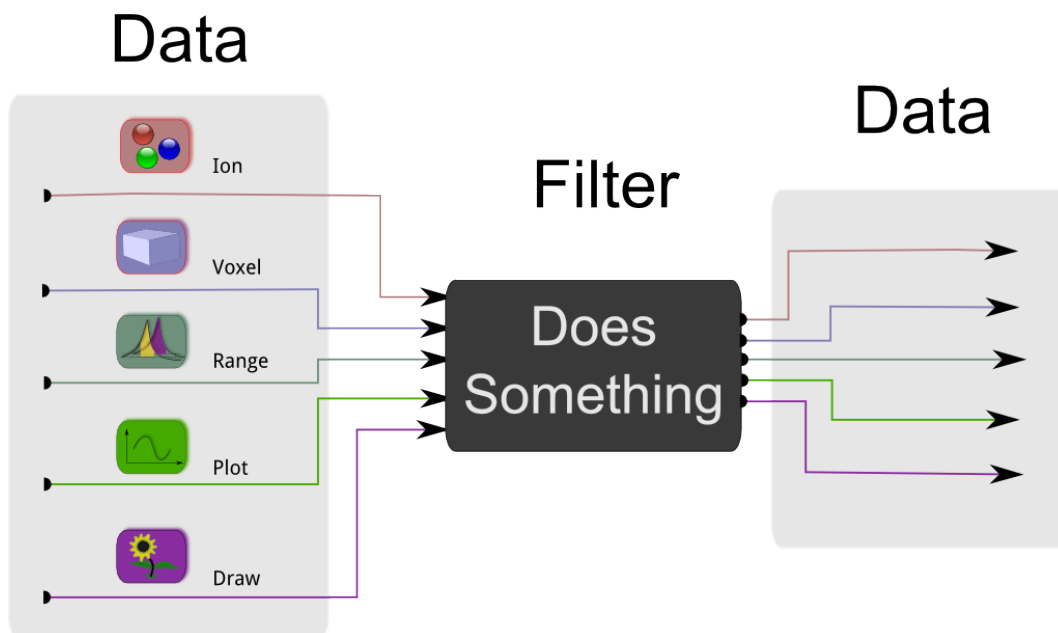 Data
Ion
Voxel
Range
Plot
Draw
Filter
Does
Something
Data